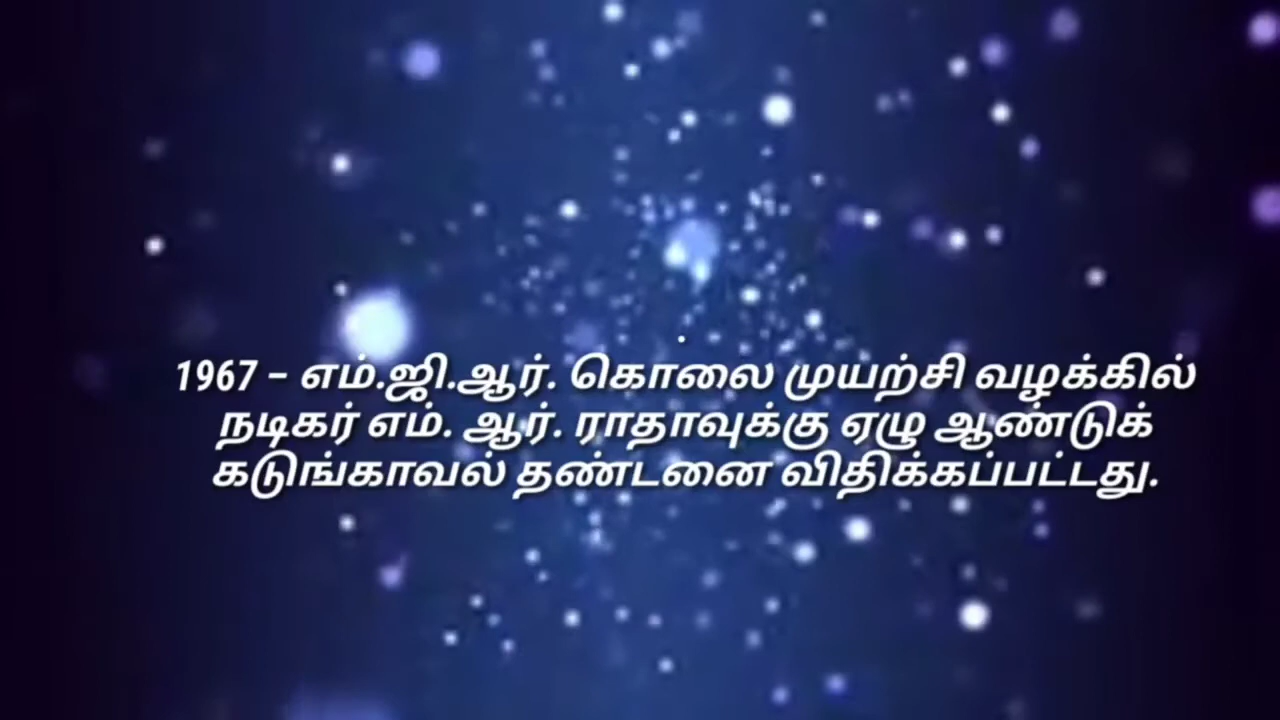 1967 – எம்.ஜி.ஆர். கொலை முயற்சி வழக்கில்
நடிகர் எம். ஆர். ராதாவுக்கு ஏழு ஆண்டுக்
கடுங்காவல் தண்டனை விதிக்கப்பட்டது.